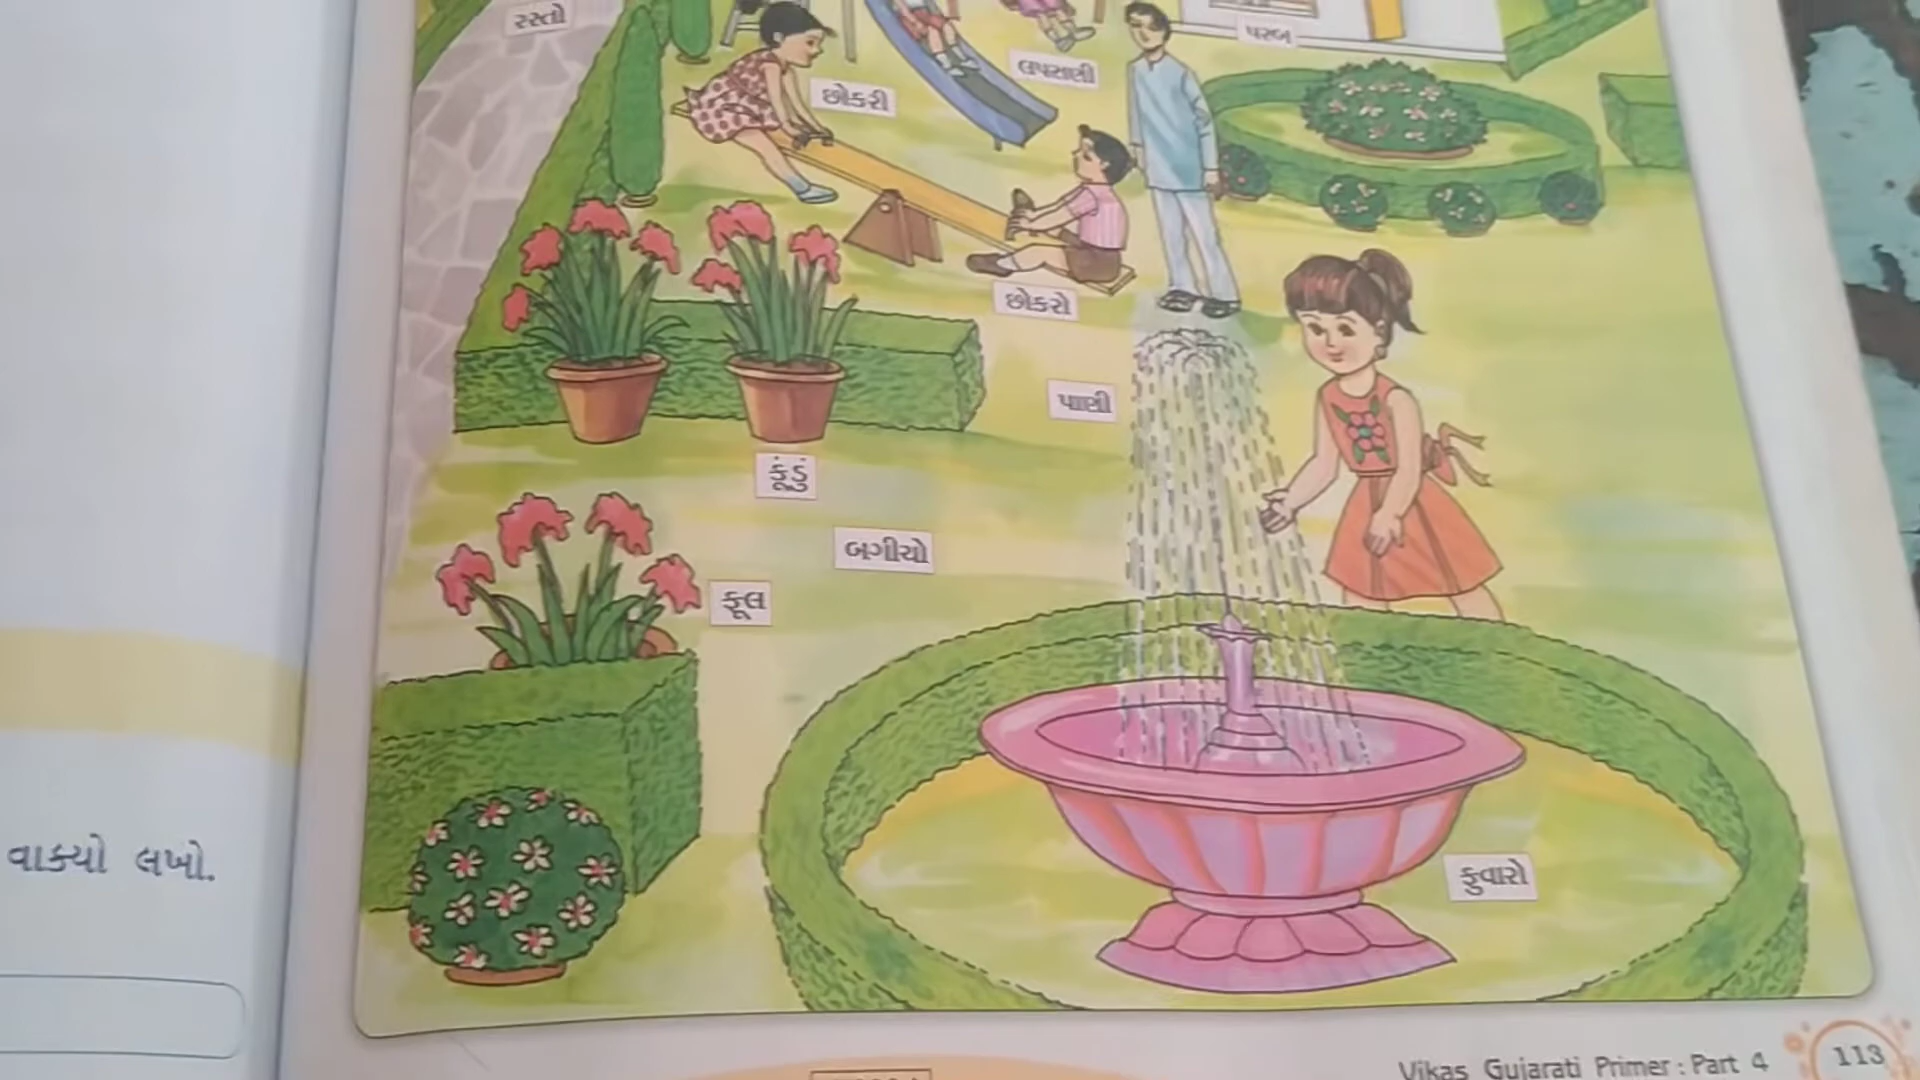 રસ્તો
પરબ
લપસણી
છોકરી
છોકરો
પાણી
કૂંડું
બગીચો
ફૂલ
વાક્યો લખો.
ફુવારો
Vikas Gujarati Primer : Part 4
113